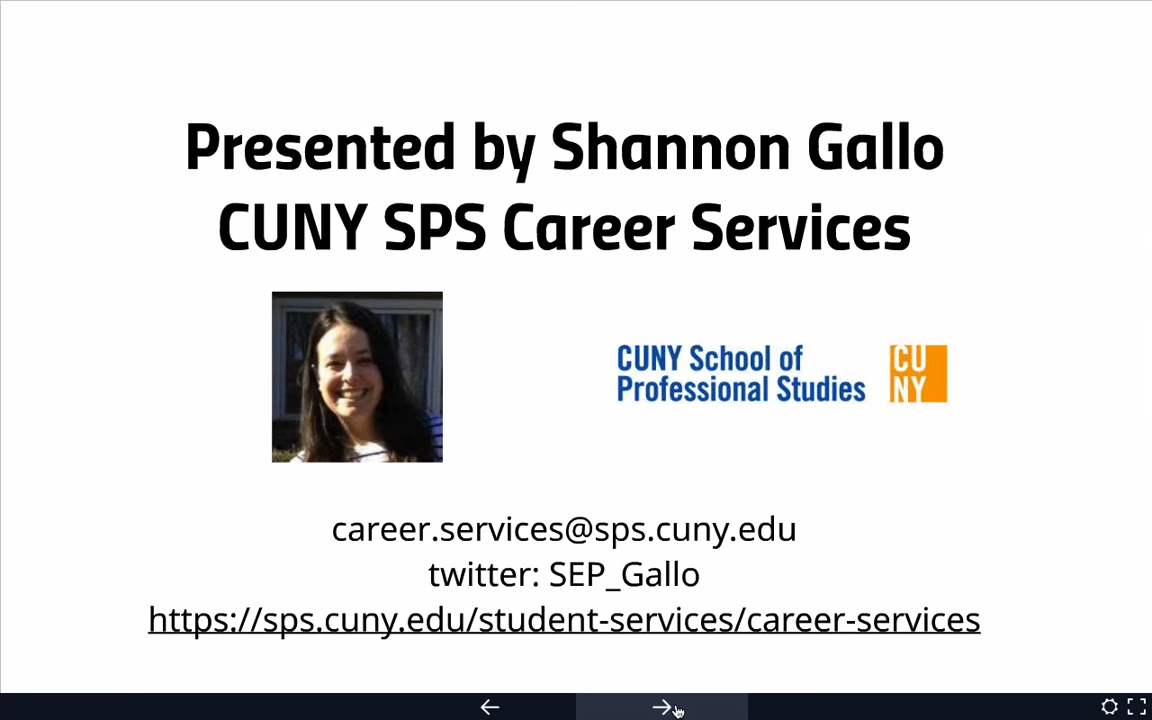 Presented by Shannon Gallo
CUNY SPS Career Services
CUNY School of
Professional Studies
CU
NY
career.services@sps.cuny.edu
twitter: SEP_Gallo
https://sps.cuny.edu/student-services/career-services